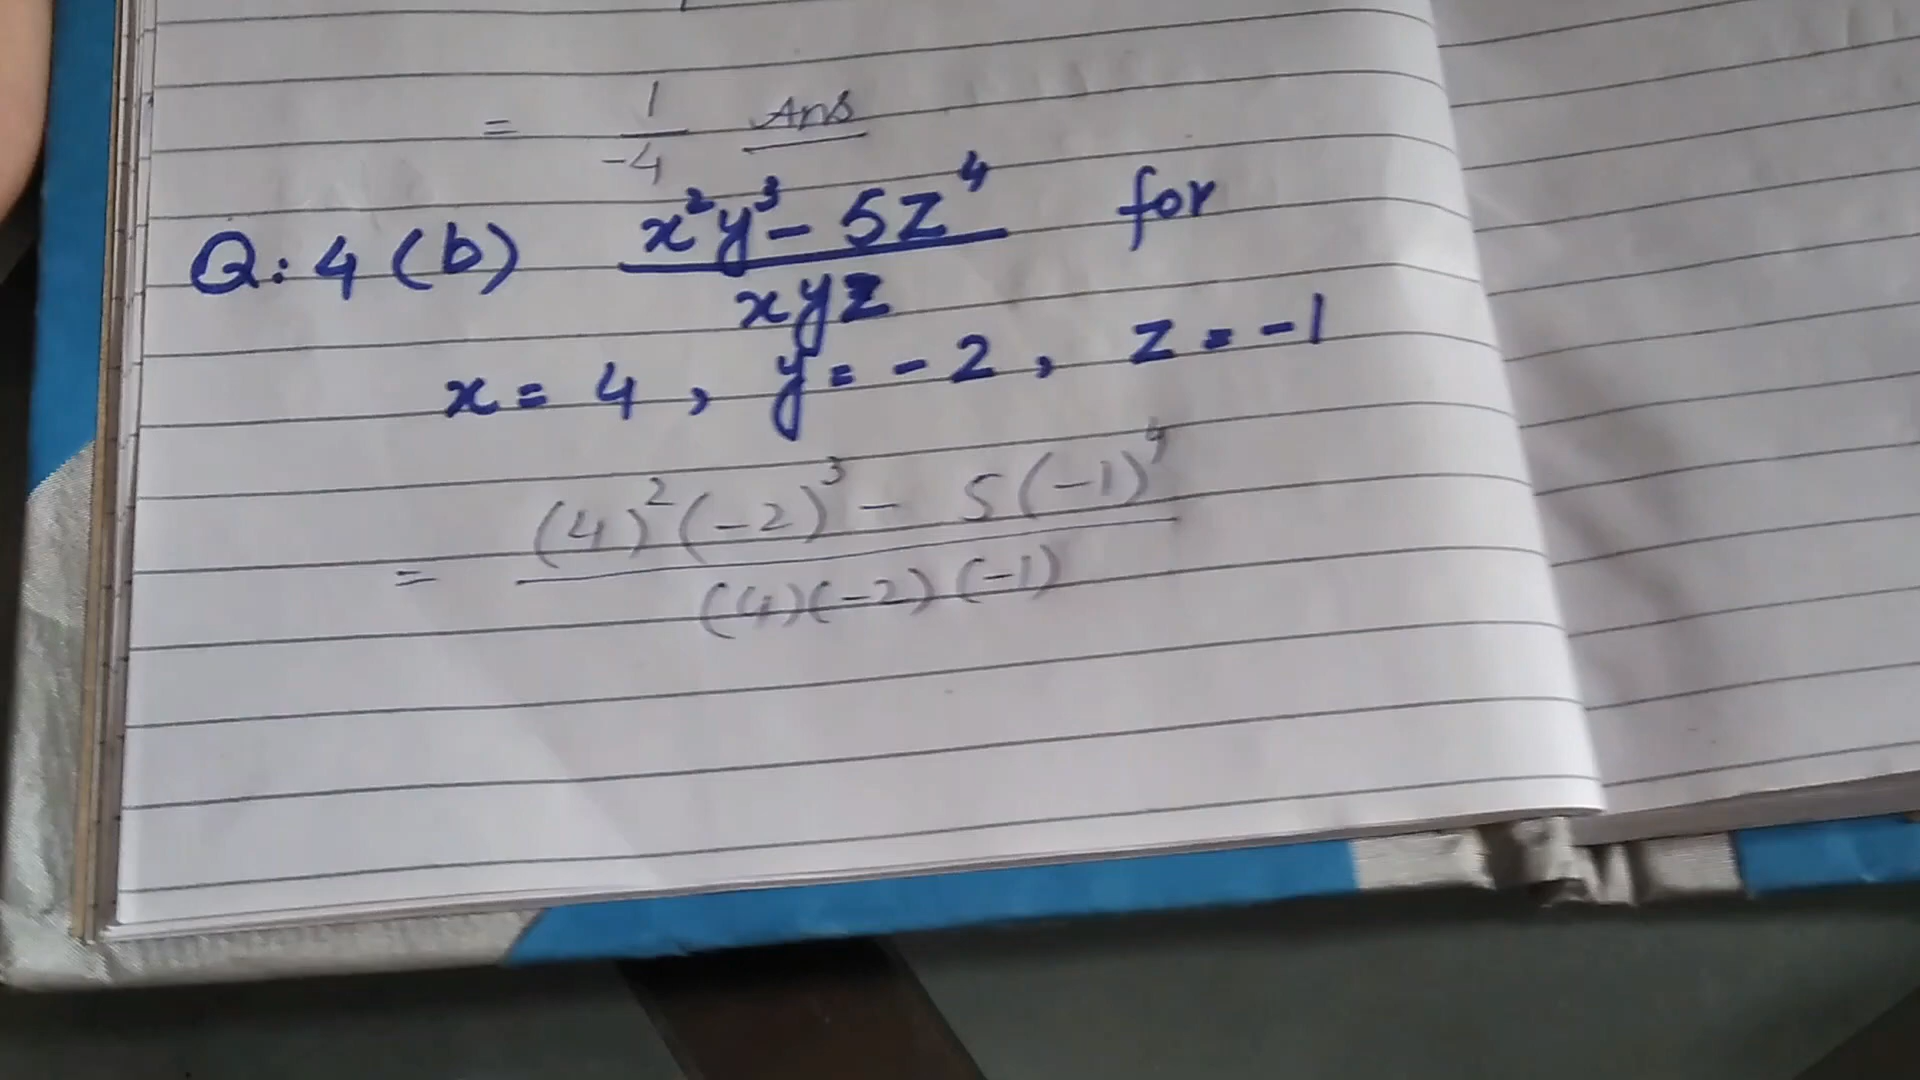 = 1/-4 Ans
Q: 4 (b) x²y³ - 5z⁴ / xyz for
x = 4 , y = - 2 , z = -1
= (4)²(-2)³ - 5(-1)⁴ / (4)(-2)(-1)